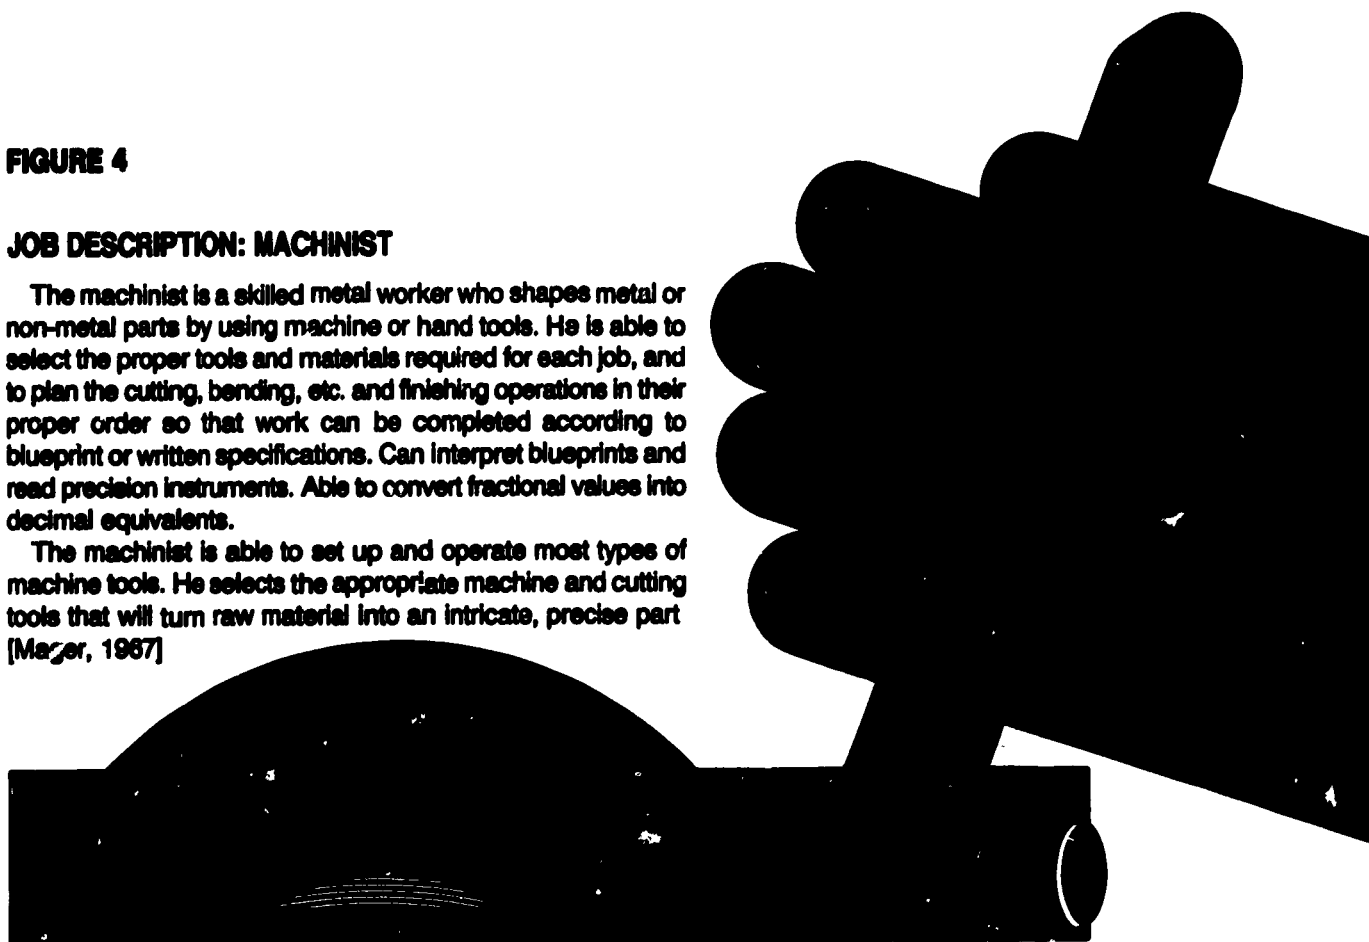 FIGURE 4
JOB DESCRIPTION: MACHINIST
The machinist is a skilled metal worker who shapes metal or
non-metal parts by using machine or hand tools. He is able to
select the proper tools and materials required for each job, and
to plan the cutting, bending, etc. and finishing operations in their
proper order so that work can be completed according to
blueprint or written specifications. Can interpret blueprints and
read precision instruments. Able to convert fractional values into
decimal equivalents.
The machinist is able to set up and operate most types of
machine tools. He selects the appropriate machine and cutting
tools that will turn raw material into an intricate, precise part
[Mager, 1967]